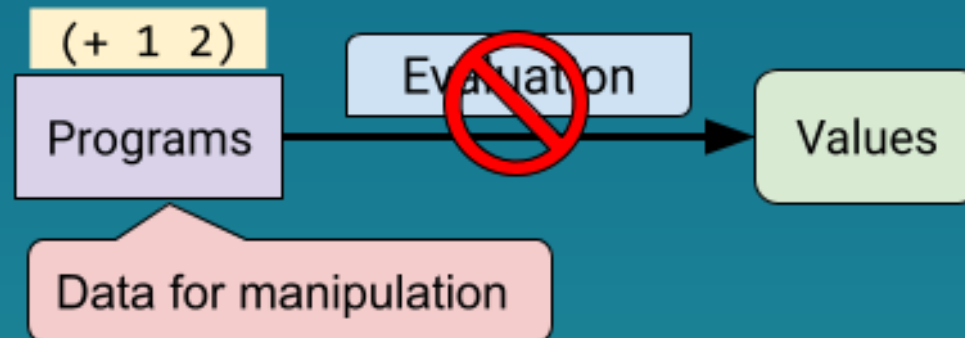 (+ 1 2)
Evaluation
Programs
Values
Data for manipulation